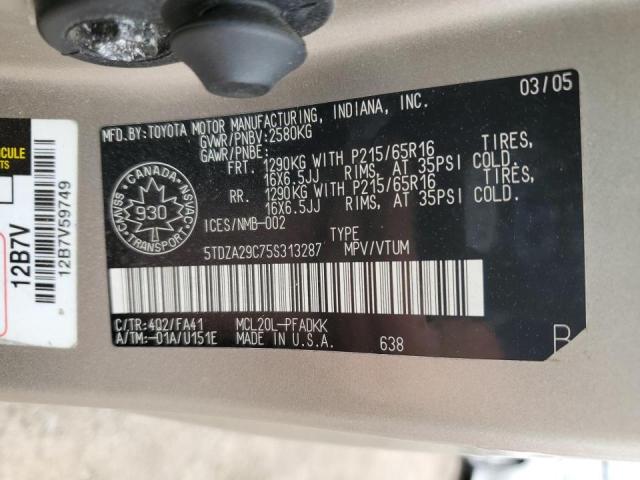 03/05
MFD.BY:TOYOTA MOTOR MANUFACTURING, INDIANA, INC.
GVWR/PNBV:2580KG
GAWR/PNBE:
FRT. 1290KG WITH P215/65R16 TIRES,
16X6.5JJ RIMS, AT 35PSI COLD.
RR. 1290KG WITH P215/65R16 TIRES,
16X6.5JJ RIMS, AT 35PSI COLD.
ICES/NMB-002
CANADA
CMVSS
NSVAC
930
TRANSPORT
TYPE
5TDZA29C75S313287 MPV/VTUM
C/TR:4Q2/FA41 MCL20L-PFADKK
A/TM:-01A/U151E MADE IN U.S.A. 638
B
12B7V
12B7V59749
ICULE
TS